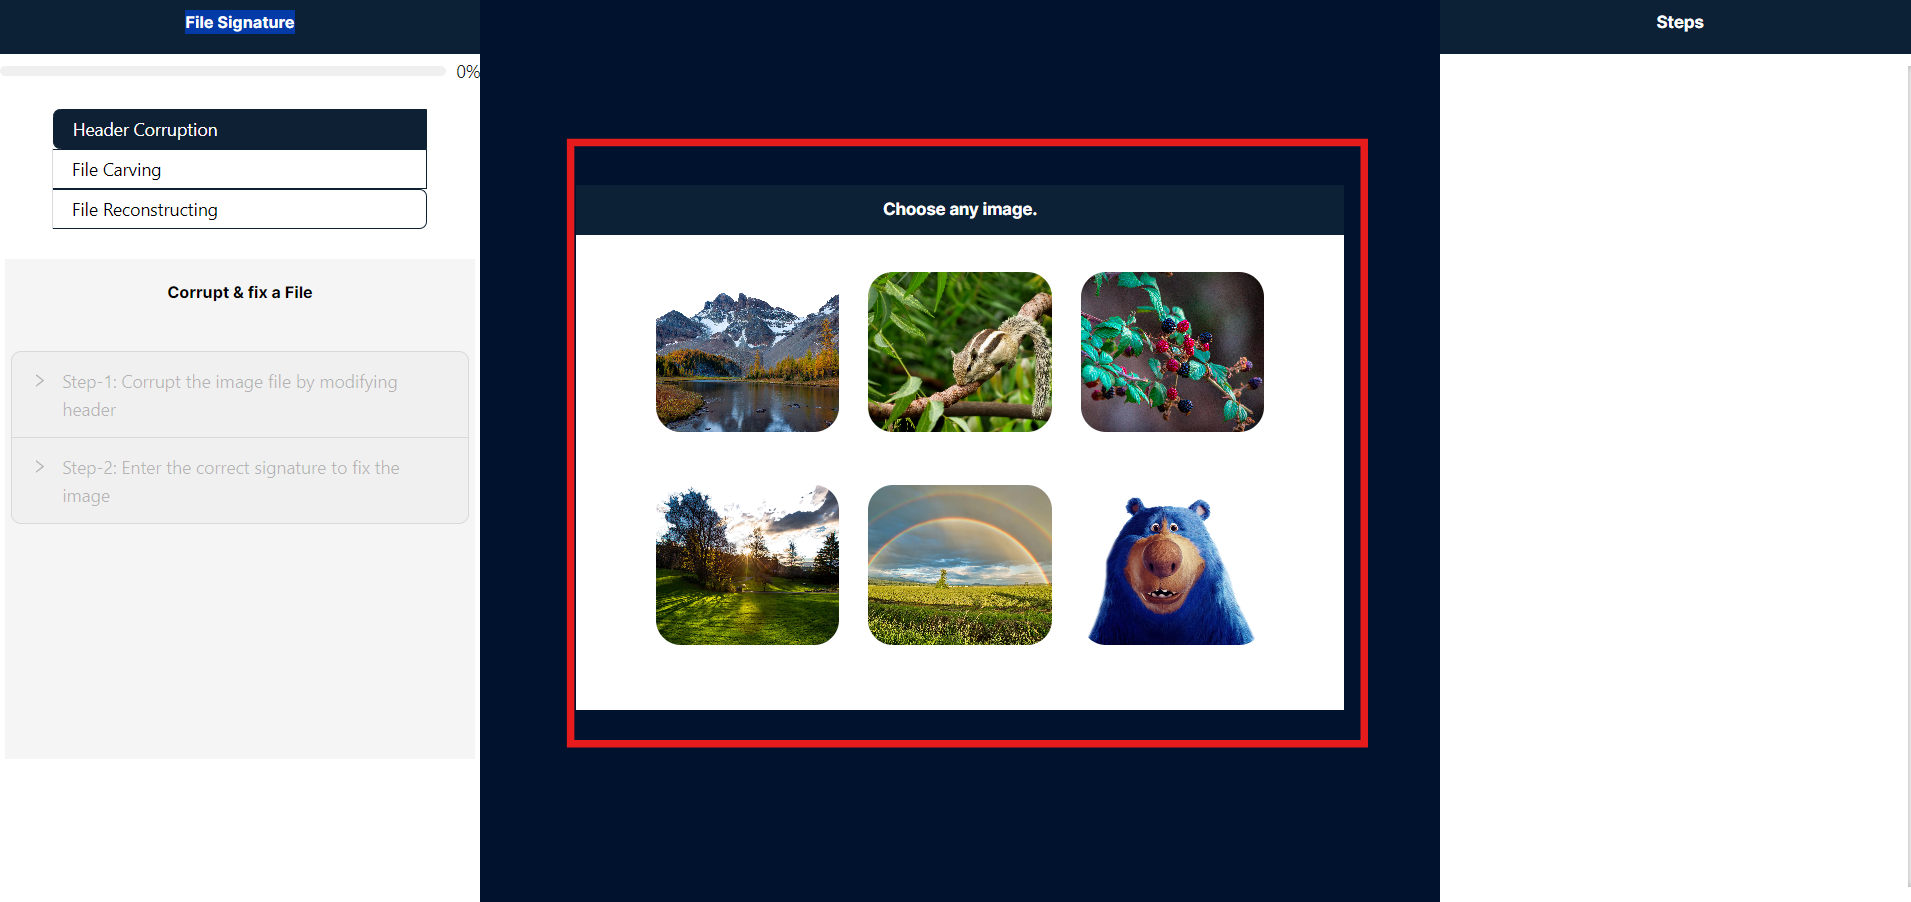 File Signature
0%
Header Corruption
File Carving
File Reconstructing
Corrupt & fix a File
Step-1: Corrupt the image file by modifying
header
Step-2: Enter the correct signature to fix the
image
Choose any image.
Steps